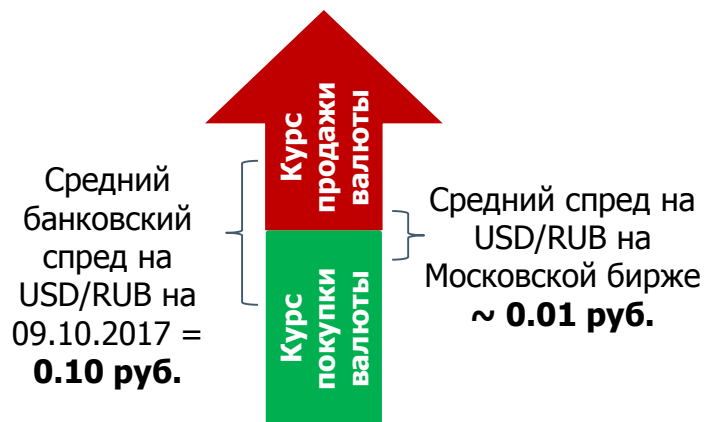 Курс
продажи
валюты
Средний
банковский
спред на
USD/RUB на
09.10.2017 =
0.10 руб.
Средний спред на
USD/RUB на
Московской бирже
~ 0.01 руб.
Курс
покупки
валюты